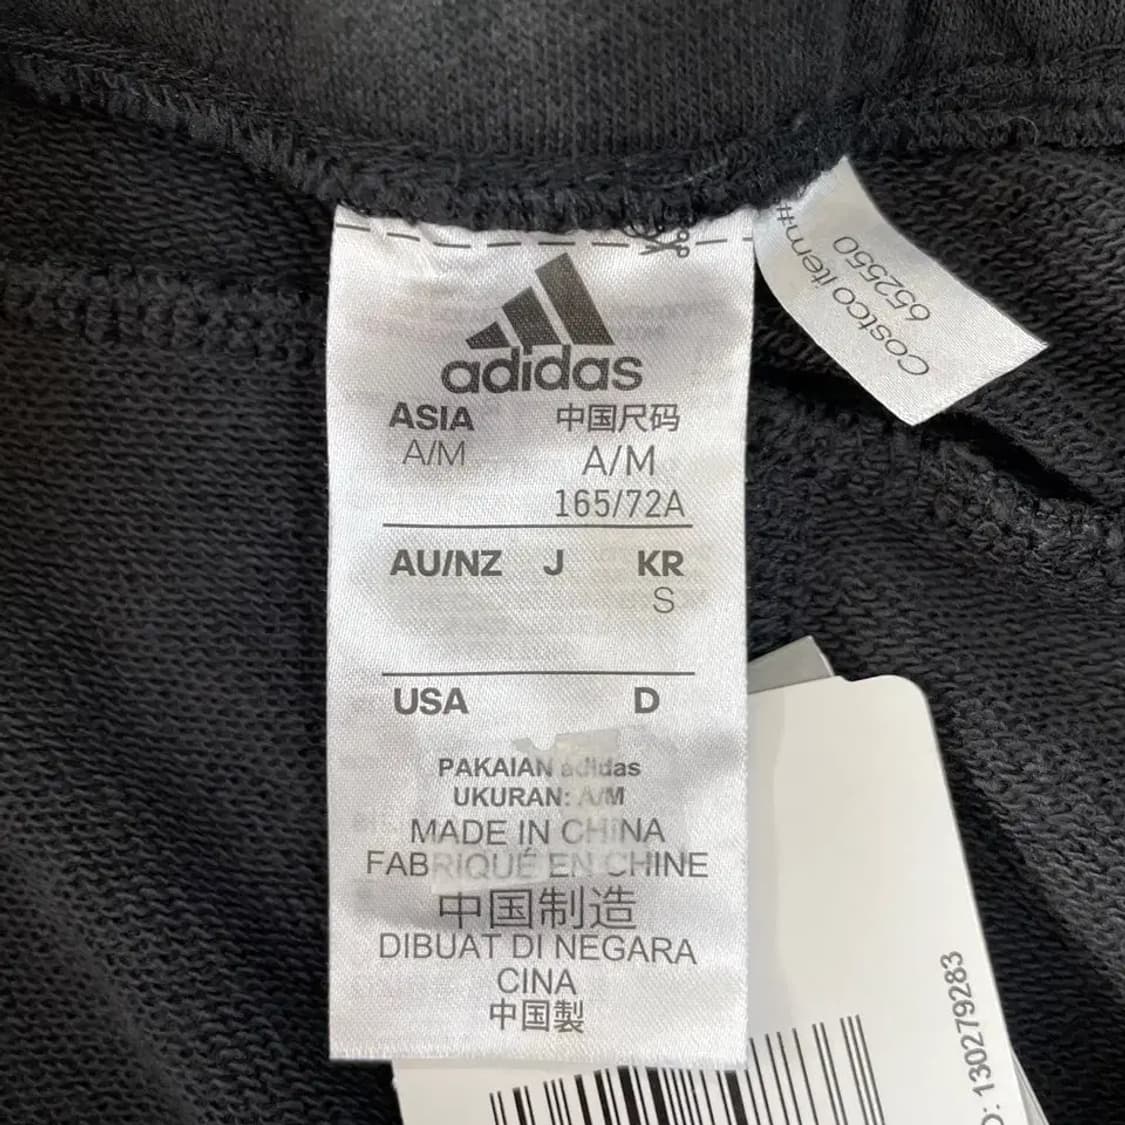 adidas
ASIA 中国尺码
A/M A/M
165/72A
AU/NZ J KR
S
USA D
PAKAIAN adidas
UKURAN: A/M
MADE IN CHINA
FABRIQUÉ EN CHINE
中国制造
DIBUAT DI NEGARA
CINA
中国製
Costco Item#
652550
: 130279283